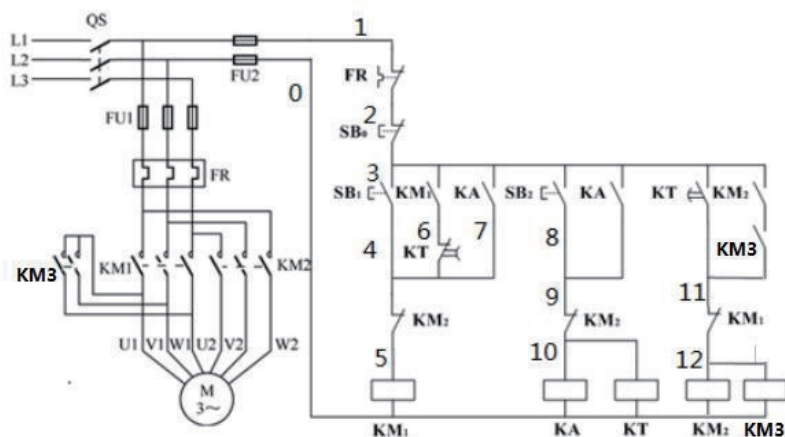 QS
1
L1
L2
L3
FU2
0
FR
2
SB₀
FU1
FR
3
SB₁ KM₁ KA SB₂ KA KT KM₂
6 7
4 8
KT
KM3
KM3 KM1 KM2
9 11
KM₂ KM₂ KM₁
U1 V1 W1 U2 V2 W2
5 10 12
M
3～
KM₁ KA KT KM₂ KM3